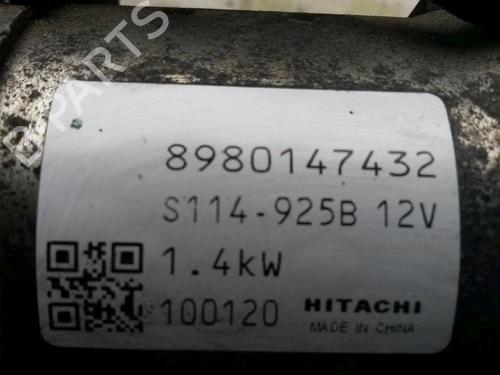 B PARTS
8980147432
S114-925B 12V
1.4kW
100120 HITACHI
MADE IN CHINA